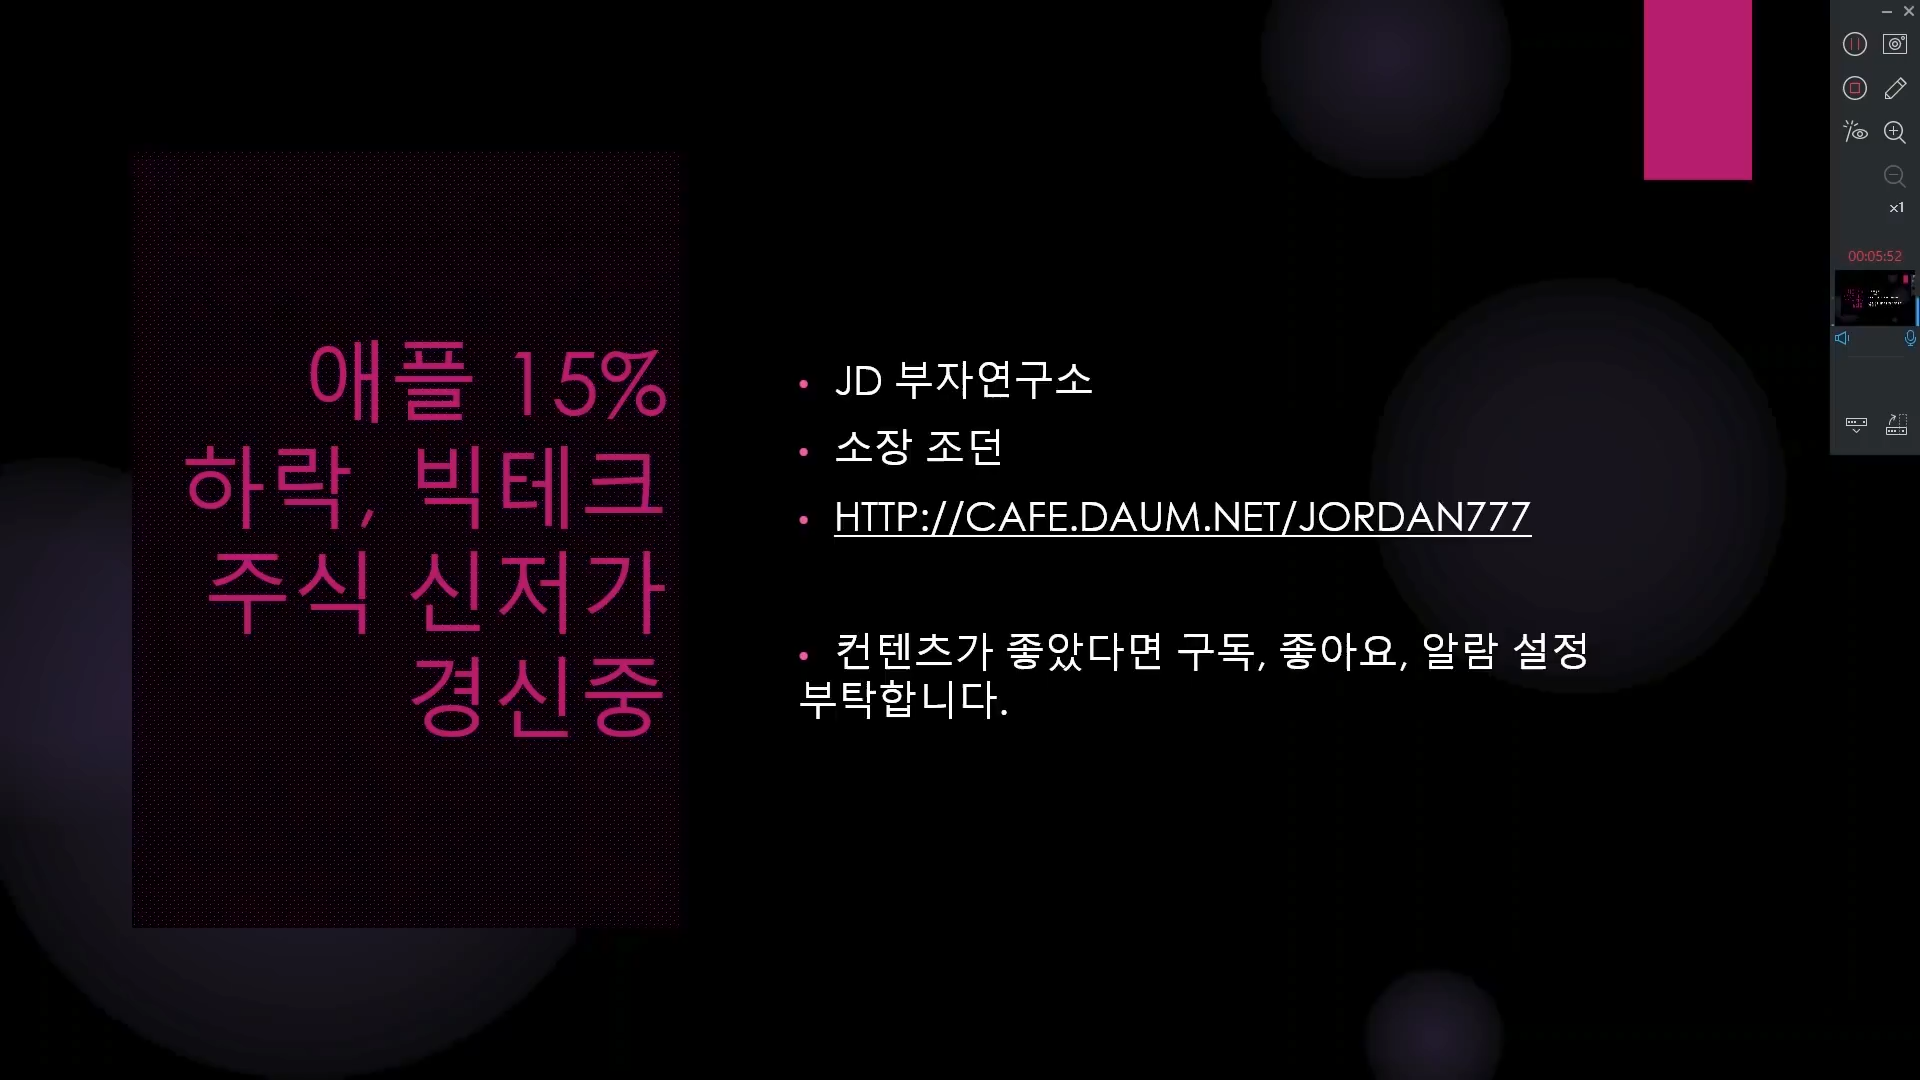 애플 15%
하락, 빅테크
주식 신저가
경신중
• JD 부자연구소
• 소장 조던
• HTTP://CAFE.DAUM.NET/JORDAN777
• 컨텐츠가 좋았다면 구독, 좋아요, 알람 설정
부탁합니다.
x1
00:05:52